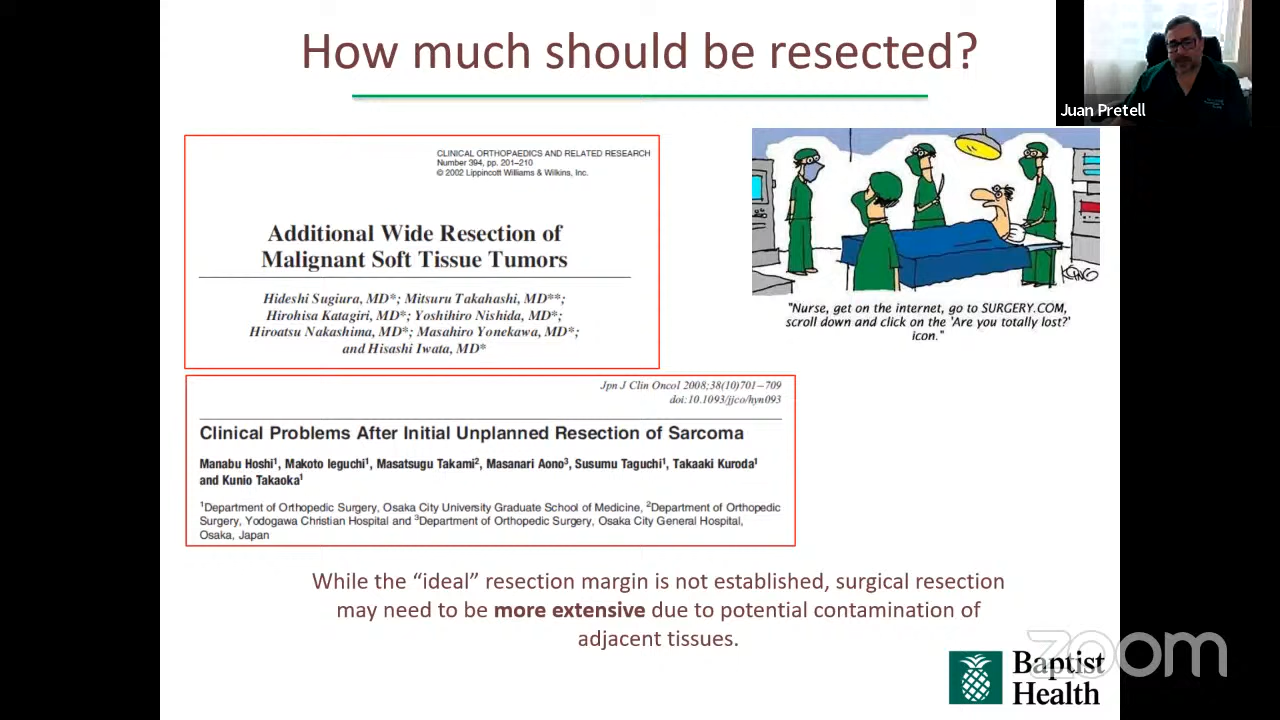 How much should be resected?
Juan Pretell
CLINICAL ORTHOPAEDICS AND RELATED RESEARCH
Number 394, pp. 201–210
© 2002 Lippincott Williams & Wilkins, Inc.
Additional Wide Resection of
Malignant Soft Tissue Tumors
Hideshi Sugiura, MD*; Mitsuru Takahashi, MD**;
Hirohisa Katagiri, MD*; Yoshihiro Nishida, MD*;
Hiroatsu Nakashima, MD*; Masahiro Yonekawa, MD*;
and Hisashi Iwata, MD*
KING
"Nurse, get on the internet, go to SURGERY.COM,
scroll down and click on the 'Are you totally lost?'
icon."
Jpn J Clin Oncol 2008;38(10)701–709
doi:10.1093/jjco/hyn093
Clinical Problems After Initial Unplanned Resection of Sarcoma
Manabu Hoshi1, Makoto Ieguchi1, Masatsugu Takami2, Masanari Aono3, Susumu Taguchi1, Takaaki Kuroda1
and Kunio Takaoka1
1Department of Orthopedic Surgery, Osaka City University Graduate School of Medicine, 2Department of Orthopedic
Surgery, Yodogawa Christian Hospital and 3Department of Orthopedic Surgery, Osaka City General Hospital,
Osaka, Japan
While the “ideal” resection margin is not established, surgical resection
may need to be more extensive due to potential contamination of
adjacent tissues.
zoom
Baptist
Health